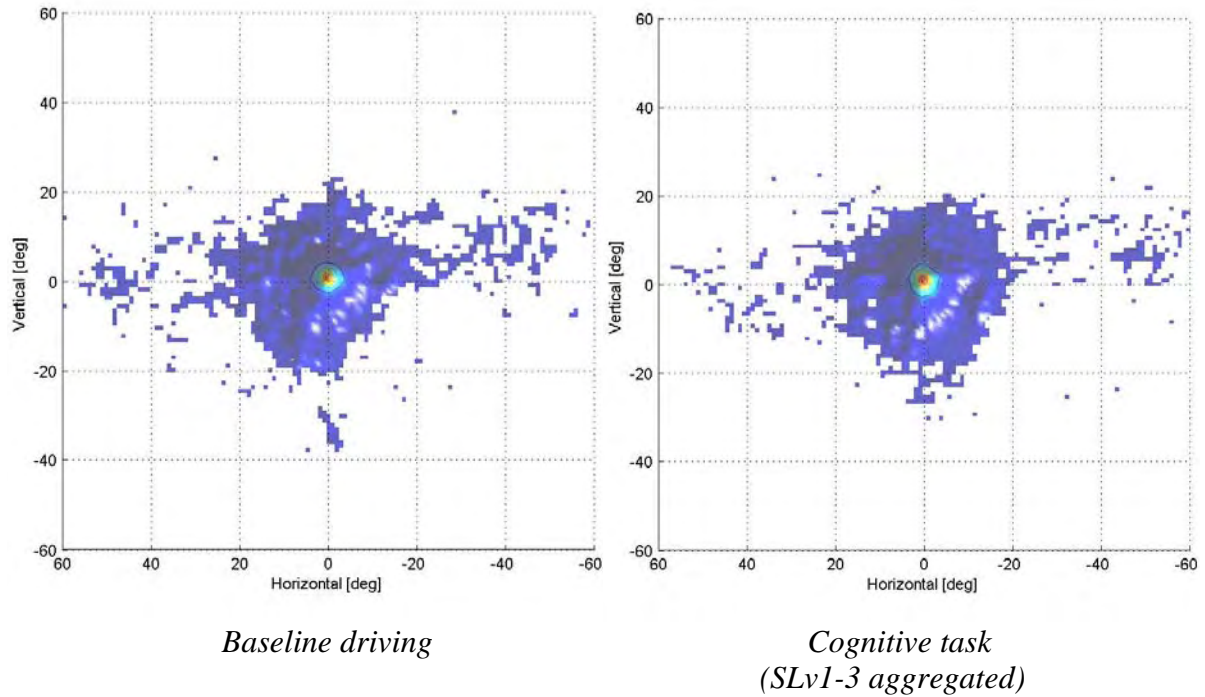 60
40
20
0
-20
-40
-60
Vertical [deg]
60 40 20 0 -20 -40 -60
Horizontal [deg]
Baseline driving
60
40
20
0
-20
-40
-60
Vertical [deg]
60 40 20 0 -20 -40 -60
Horizontal [deg]
Cognitive task
(SLv1-3 aggregated)